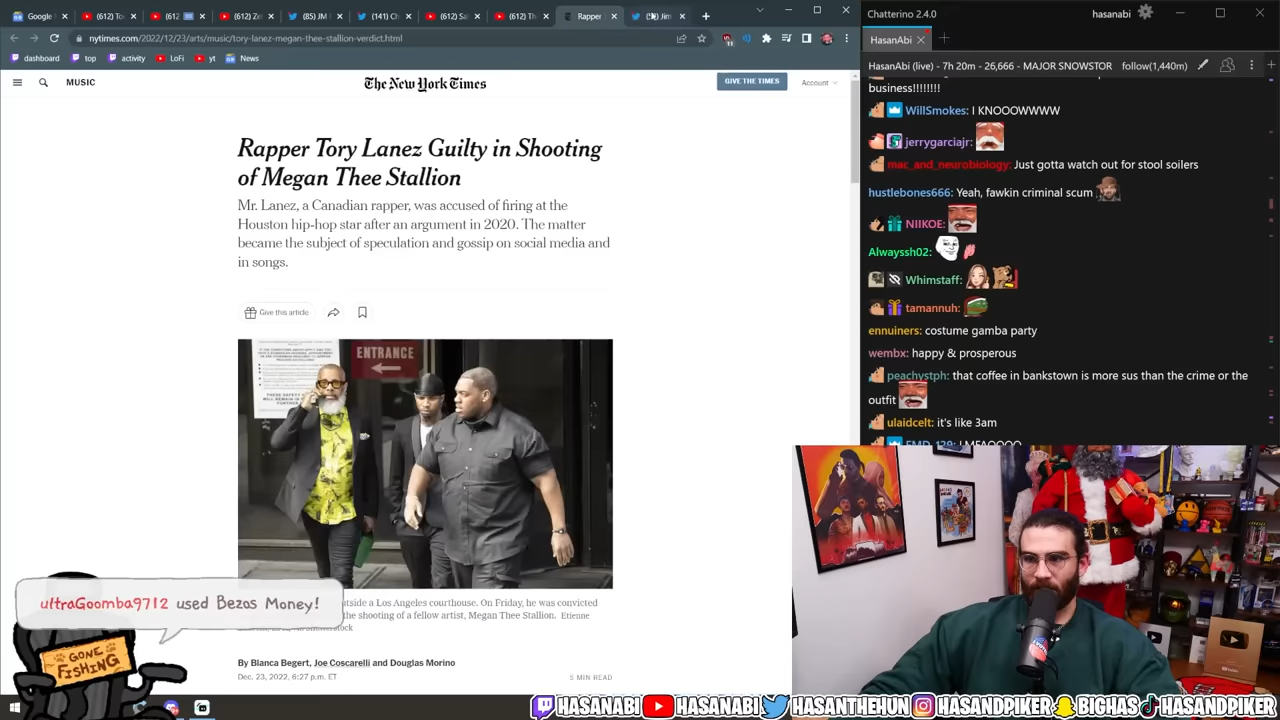 Google
(612) Tor
(612)
(612) Ze
(85) JM
(141) Ch
(612) Sa
(612) Th
Rapper
Jim
Chatterino 2.4.0
hasanabi
nytimes.com/2022/12/23/arts/music/tory-lanez-megan-thee-stallion-verdict.html
HasanAbi
dashboard
top
activity
LoFi
yt
News
HasanAbi (live) - 7h 20m - 26,666 - MAJOR SNOWSTOR follow(1,440m)
MUSIC
The New York Times
GIVE THE TIMES
Account
Rapper Tory Lanez Guilty in Shooting
of Megan Thee Stallion
Mr. Lanez, a Canadian rapper, was accused of firing at the
Houston hip-hop star after an argument in 2020. The matter
became the subject of speculation and gossip on social media and
in songs.
Give this article
ENTRANCE
business!!!!!!!!
WillSmokes: I KNOOOWWWW
jerrygarciajr:
mac_and_neurobiology: Just gotta watch out for stool soilers
hustlebones666: Yeah, fawkin criminal scum
NIIKOE:
Alwayssh02:
Whimstaff:
tamannuh:
ennuiners: costume gamba party
wembx: happy & prosperous
peachystph: that coffee in bankstown is more sus than the crime or the
outfit
ulaidcelt: it's like 3am
ultraGoomba9712 used Bezos Money!
GONE
FISHING
utside a Los Angeles courthouse. On Friday, he was convicted
the shooting of a fellow artist, Megan Thee Stallion. Etienne
By Blanca Begert, Joe Coscarelli and Douglas Morino
Dec. 23, 2022, 6:27 p.m. ET
5 MIN READ
HASANABI
HASANABI
HASANTHEHUN
HASANDPIKER
BIGHAS
HASANDPIKER